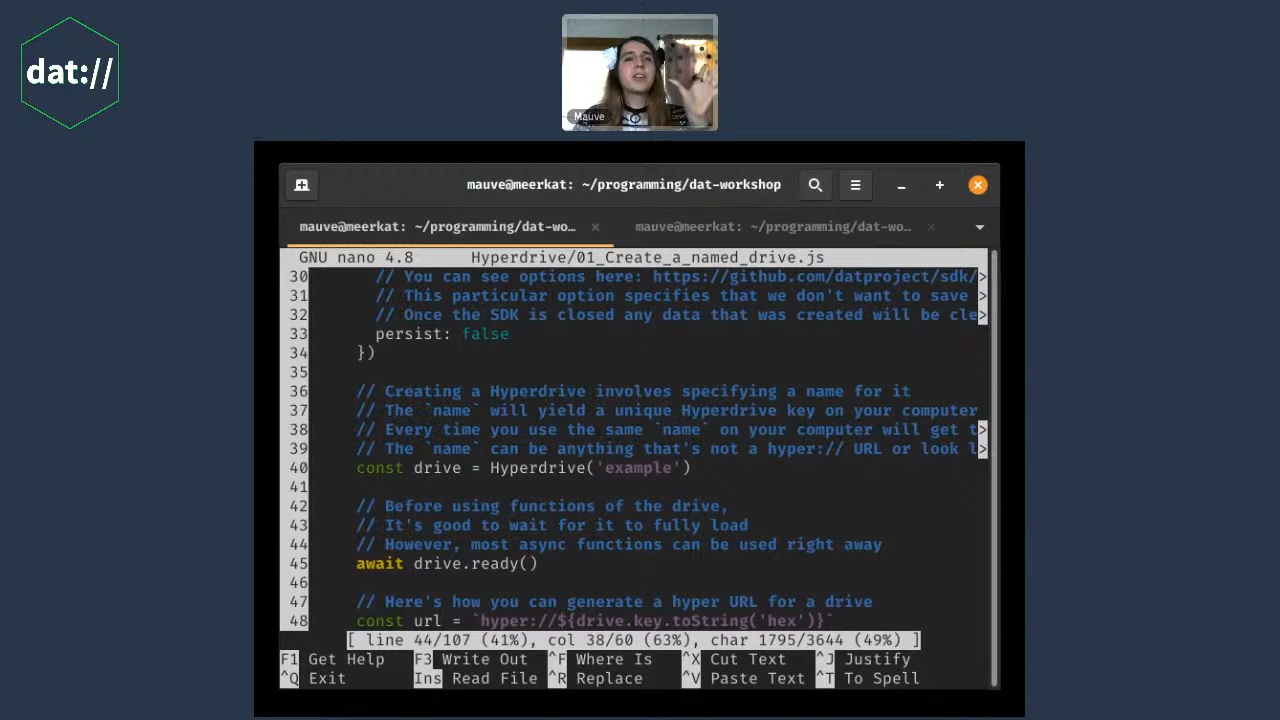 dat://
Mauve
mauve@meerkat: ~/programming/dat-workshop
mauve@meerkat: ~/programming/dat-wo... × mauve@meerkat: ~/programming/dat-wo... ×
GNU nano 4.8 Hyperdrive/01_Create_a_named_drive.js
30 // You can see options here: https://github.com/datproject/sdk/>
31 // This particular option specifies that we don't want to save >
32 // Once the SDK is closed any data that was created will be cle>
33 persist: false
34 })
35
36 // Creating a Hyperdrive involves specifying a name for it
37 // The `name` will yield a unique Hyperdrive key on your computer
38 // Every time you use the same `name` on your computer will get t>
39 // The `name` can be anything that's not a hyper:// URL or look l>
40 const drive = Hyperdrive('example')
41
42 // Before using functions of the drive,
43 // It's good to wait for it to fully load
44 // However, most async functions can be used right away
45 await drive.ready()
46
47 // Here's how you can generate a hyper URL for a drive
48 const url = `hyper://${drive.key.toString('hex')}`
[ line 44/107 (41%), col 38/60 (63%), char 1795/3644 (49%) ]
F1 Get Help F3 Write Out ^F Where Is ^X Cut Text ^J Justify
^Q Exit Ins Read File ^R Replace ^V Paste Text ^T To Spell